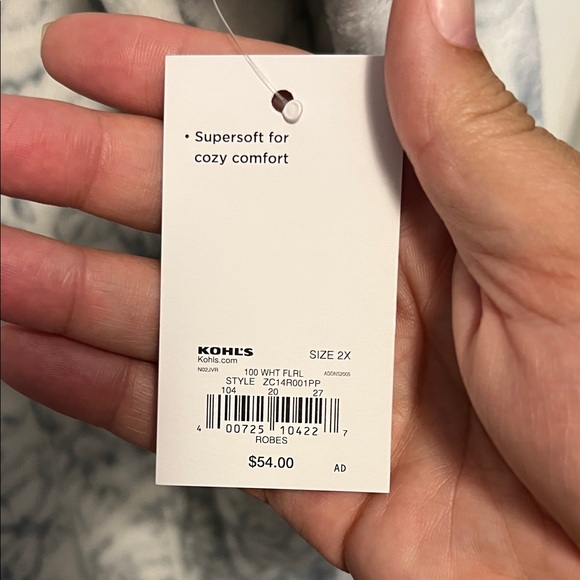 • Supersoft for
cozy comfort
KOHL'S SIZE 2X
Kohls.com
N02JVR 100 WHT FLRL
STYLE ZC14R001PP
104 20 27
4 00725 10422 7
ROBES
$54.00 AD